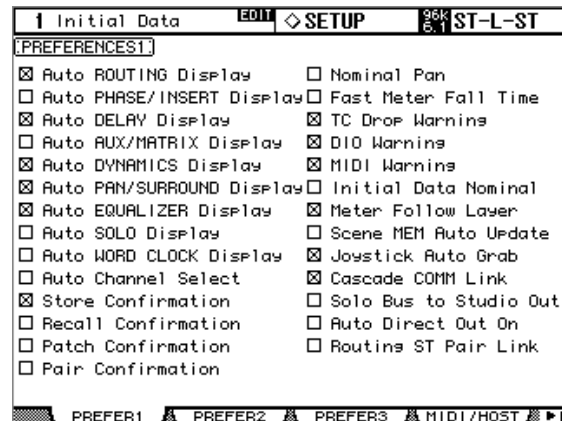 1 Initial Data EDIT ◇SETUP 96k 6.1 ST-L-ST
PREFERENCES1
☒ Auto ROUTING Display ☐ Nominal Pan
☐ Auto PHASE/INSERT Display ☐ Fast Meter Fall Time
☒ Auto DELAY Display ☒ TC Drop Warning
☐ Auto AUX/MATRIX Display ☒ DIO Warning
☒ Auto DYNAMICS Display ☒ MIDI Warning
☒ Auto PAN/SURROUND Display ☐ Initial Data Nominal
☒ Auto EQUALIZER Display ☒ Meter Follow Layer
☐ Auto SOLO Display ☐ Scene MEM Auto Update
☐ Auto WORD CLOCK Display ☒ Joystick Auto Grab
☐ Auto Channel Select ☒ Cascade COMM Link
☒ Store Confirmation ☐ Solo Bus to Studio Out
☐ Recall Confirmation ☐ Auto Direct Out On
☐ Patch Confirmation ☐ Routing ST Pair Link
☐ Pair Confirmation
PREFER1 PREFER2 PREFER3 MIDI/HOST